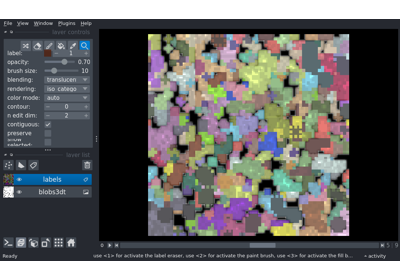 File View Window Plugins Help
layer controls
label: 1
opacity: 0.70
brush size: 10
blending: translucen
rendering: iso_catego
color mode: auto
contour: 0
n edit dim: 2
contiguous:
preserve
show
selected:
layer list
labels
blobs3dt
Ready
use <1> for activate the label eraser, use <2> for activate the paint brush, use <3> for activate the fill b...
activity